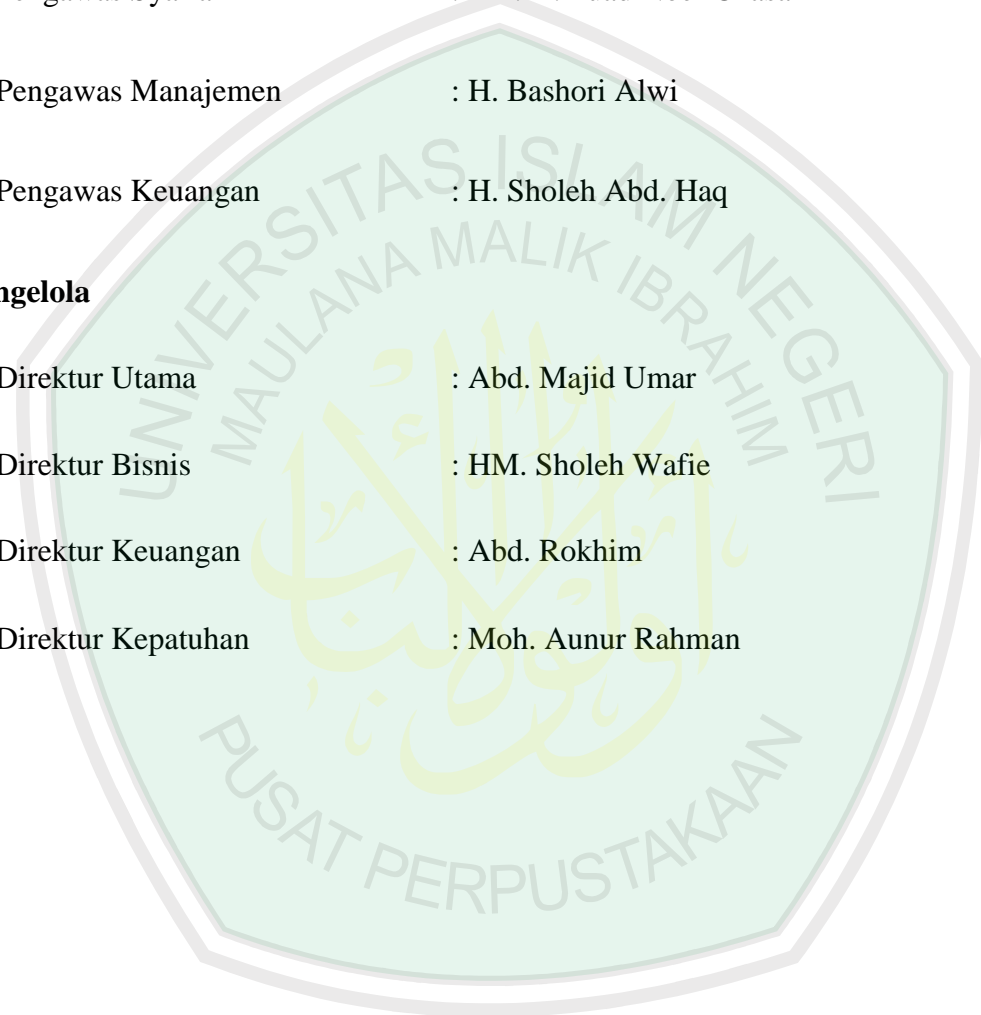 Pengawas Manajemen : H. Bashori Alwi
Pengawas Keuangan : H. Sholeh Abd. Haq
ngelola
Direktur Utama : Abd. Majid Umar
Direktur Bisnis : HM. Sholeh Wafie
Direktur Keuangan : Abd. Rokhim
Direktur Kepatuhan : Moh. Aunur Rahman
UNIVERSITAS ISLAM NEGERI
MAULANA MALIK IBRAHIM
PUSAT PERPUSTAKAAN